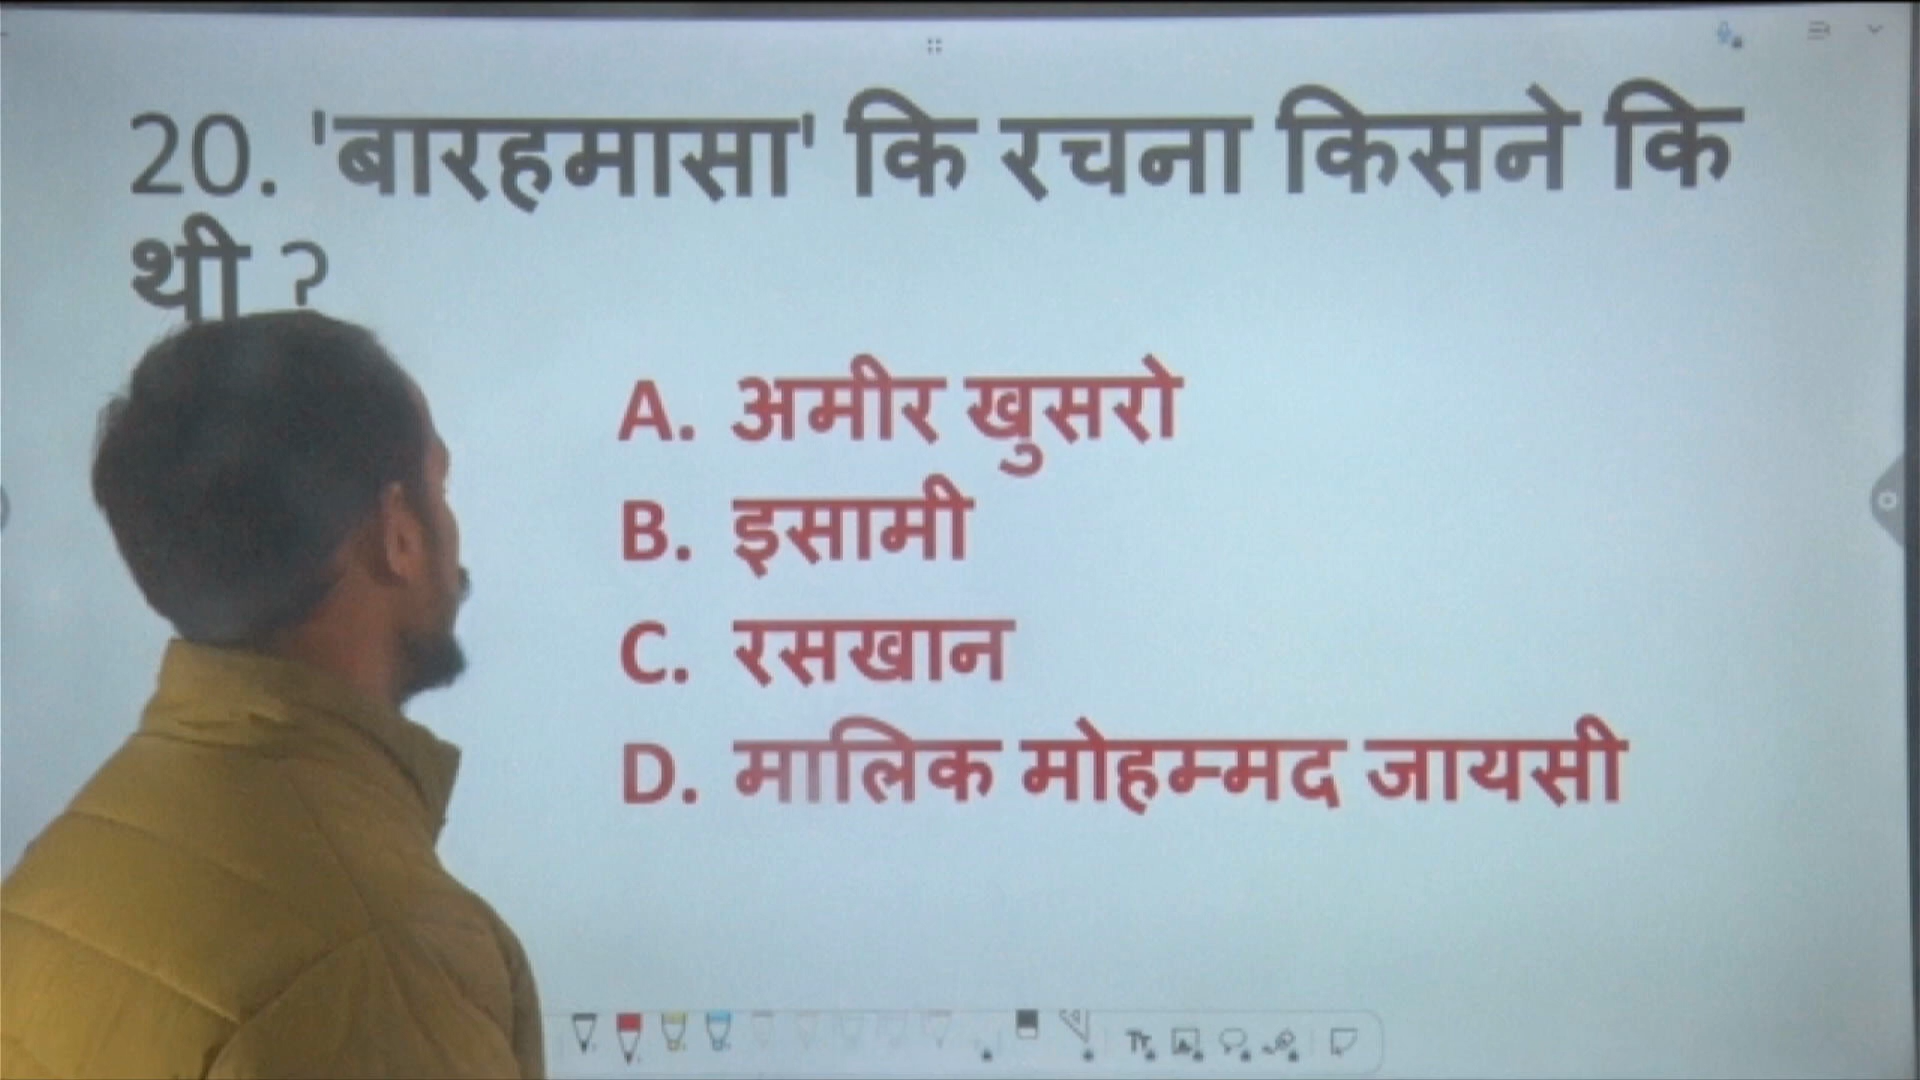 20. 'बारहमासा' कि रचना किसने कि
थी ?
A. अमीर खुसरो
B. इसामी
C. रसखान
D. मालिक मोहम्मद जायसी